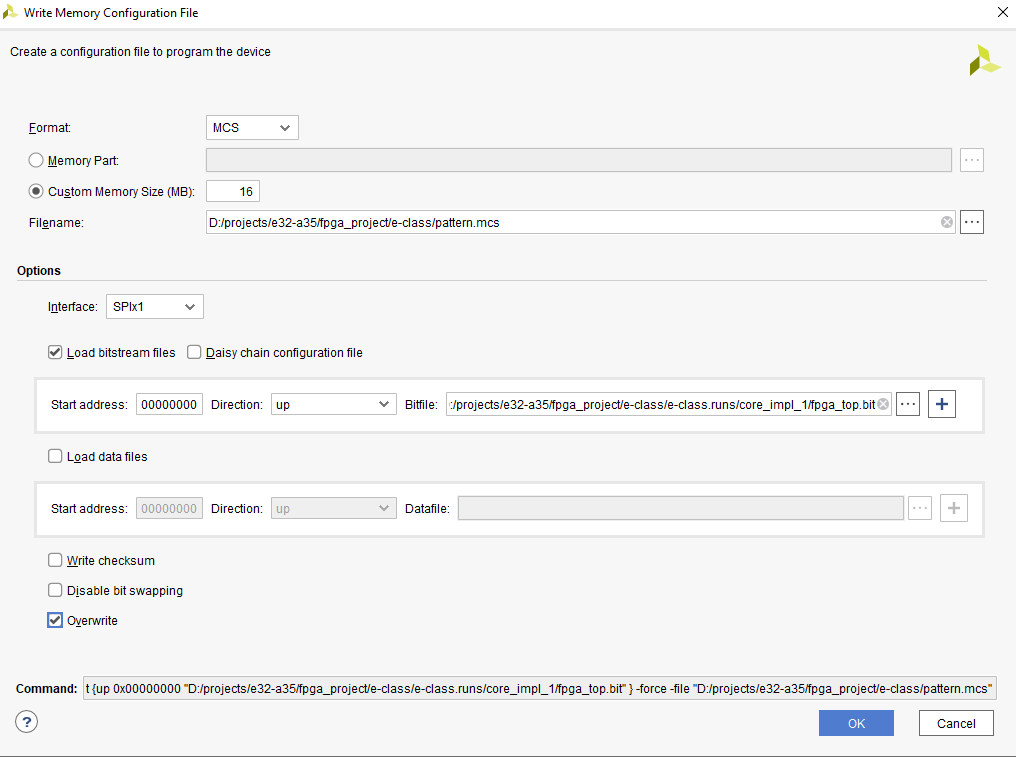 Write Memory Configuration File
Create a configuration file to program the device
Format: MCS
Memory Part: ...
Custom Memory Size (MB): 16
Filename: D:/projects/e32-a35/fpga_project/e-class/pattern.mcs ...
Options
Interface: SPIx1
Load bitstream files Daisy chain configuration file
Start address: 00000000 Direction: up Bitfile: :/projects/e32-a35/fpga_project/e-class/e-class.runs/core_impl_1/fpga_top.bit ... +
Load data files
Start address: 00000000 Direction: up Datafile: ... +
Write checksum
Disable bit swapping
Overwrite
Command: t {up 0x00000000 "D:/projects/e32-a35/fpga_project/e-class/e-class.runs/core_impl_1/fpga_top.bit" } -force -file "D:/projects/e32-a35/fpga_project/e-class/pattern.mcs"
? OK Cancel